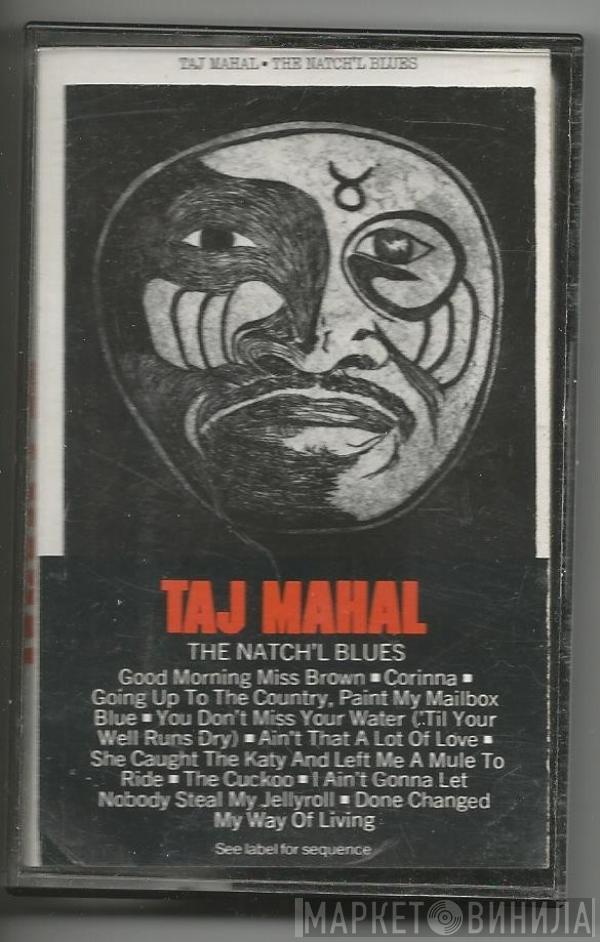 TAJ MAHAL • THE NATCH'L BLUES
TAJ MAHAL
THE NATCH'L BLUES
Good Morning Miss Brown ■ Corinna ■
Going Up To The Country, Paint My Mailbox
Blue ■ You Don't Miss Your Water ('Til Your
Well Runs Dry) ■ Ain't That A Lot Of Love ■
She Caught The Katy And Left Me A Mule To
Ride ■ The Cuckoo ■ I Ain't Gonna Let
Nobody Steal My Jellyroll ■ Done Changed
My Way Of Living
See label for sequence
МАРКЕТ ВИНИЛА